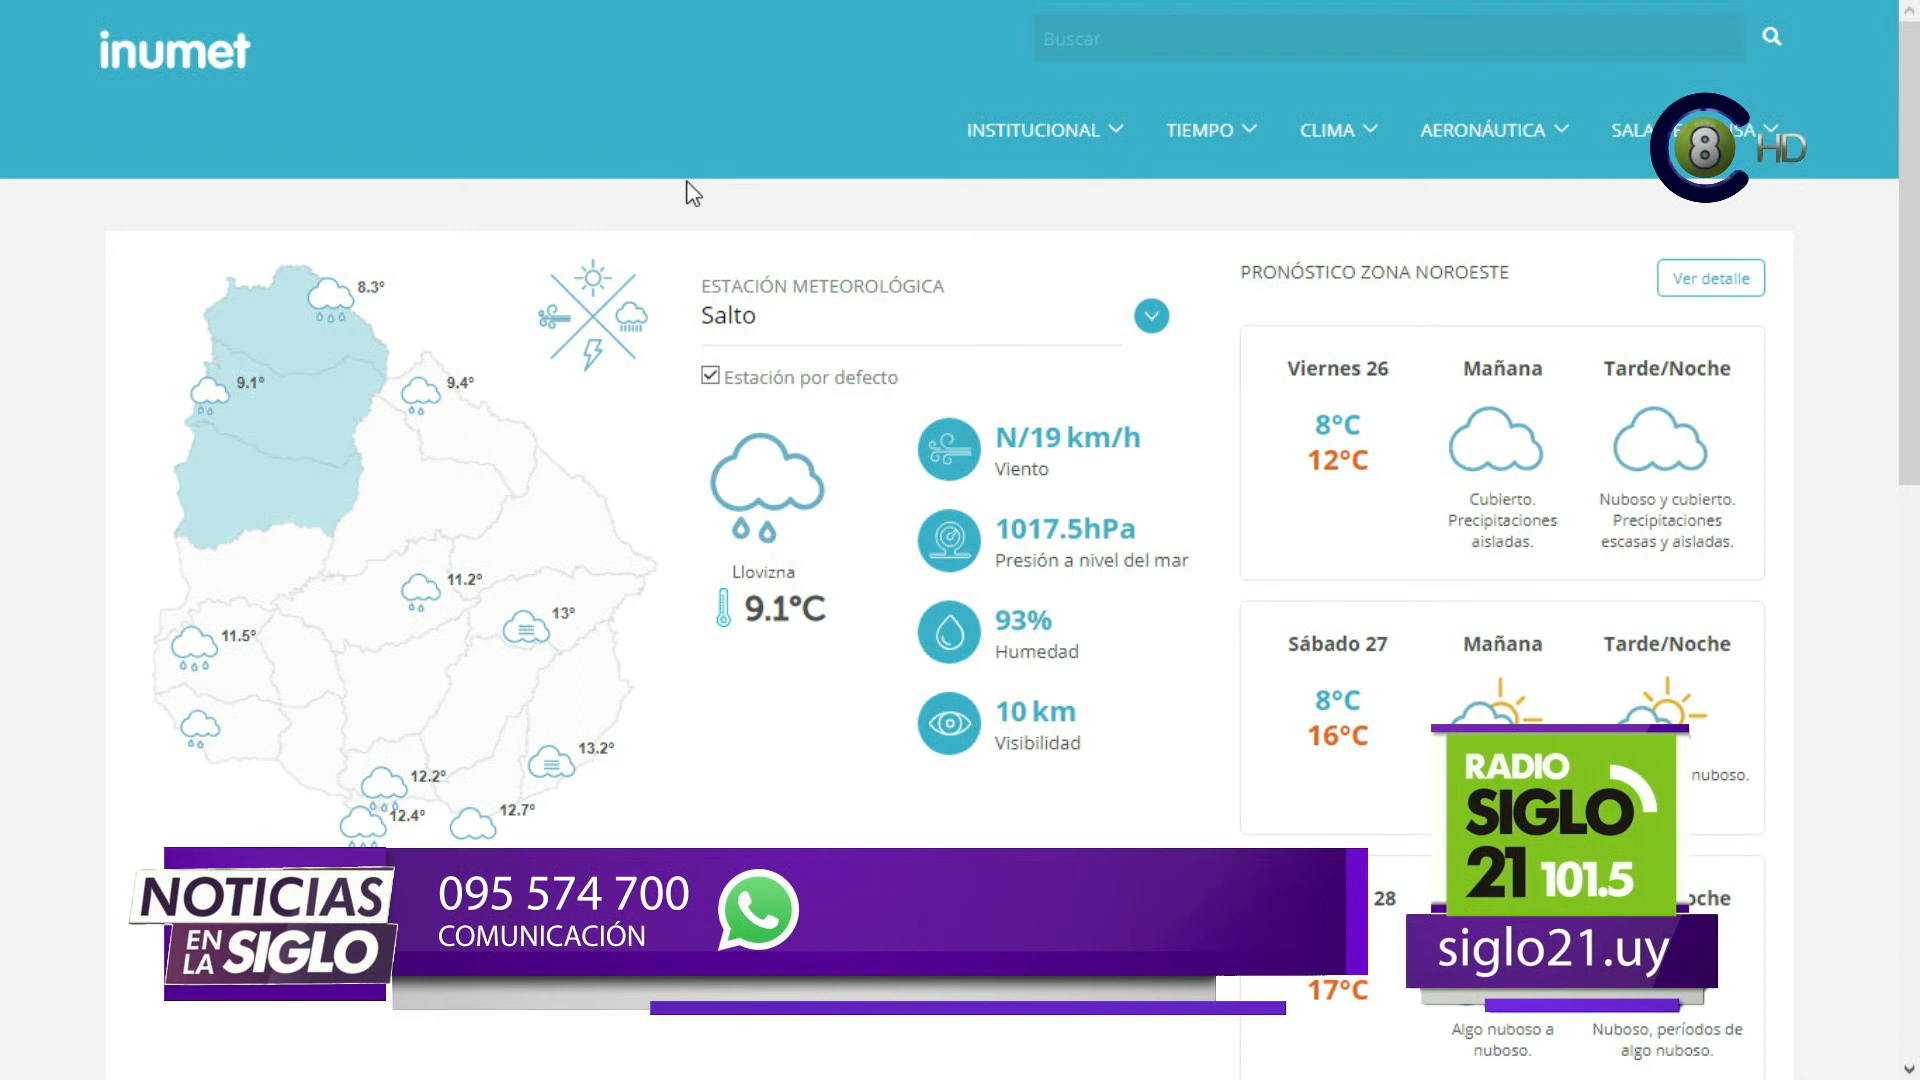 inumet
Buscar
INSTITUCIONAL
TIEMPO
CLIMA
AERONÁUTICA
8
HD
8.3°
9.1°
9.4°
11.2°
13°
11.5°
13.2°
12.2°
12.4°
12.7°
ESTACIÓN METEOROLÓGICA
Salto
Estación por defecto
Llovizna
9.1°C
N/19 km/h
Viento
1017.5hPa
Presión a nivel del mar
93%
Humedad
10 km
Visibilidad
PRONÓSTICO ZONA NOROESTE
Ver detalle
Viernes 26
Mañana
Tarde/Noche
8°C
12°C
Cubierto.
Precipitaciones
aisladas.
Nuboso y cubierto.
Precipitaciones
escasas y aisladas.
Sábado 27
Mañana
Tarde/Noche
8°C
16°C
nuboso.
28
17°C
Algo nuboso a
nuboso.
Nuboso, períodos de
algo nuboso.
NOTICIAS
EN LA SIGLO
095 574 700
COMUNICACIÓN
RADIO
SIGLO
21 101.5
siglo21.uy